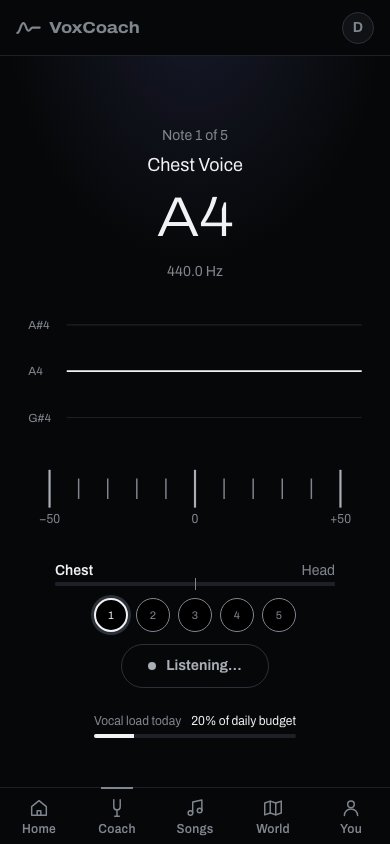 VoxCoach
D
Note 1 of 5
Chest Voice
A4
440.0 Hz
A#4
A4
G#4
−50 0 +50
Chest Head
1 2 3 4 5
Listening...
Vocal load today 20% of daily budget
Home Coach Songs World You